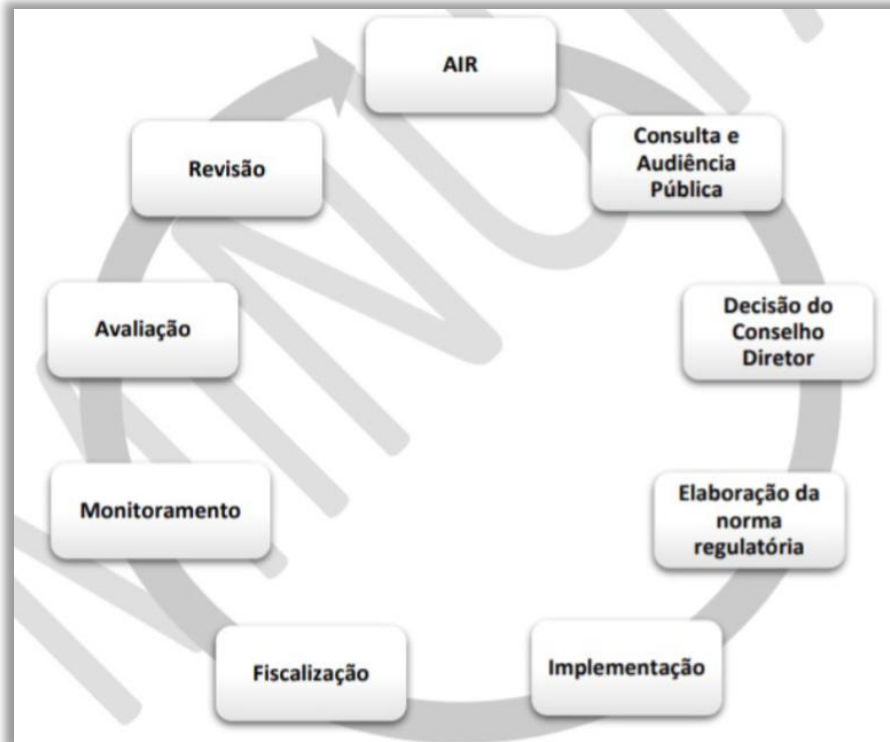 AIR
Consulta e
Audiência
Pública
Decisão do
Conselho
Diretor
Elaboração da
norma
regulatória
Implementação
Fiscalização
Monitoramento
Avaliação
Revisão